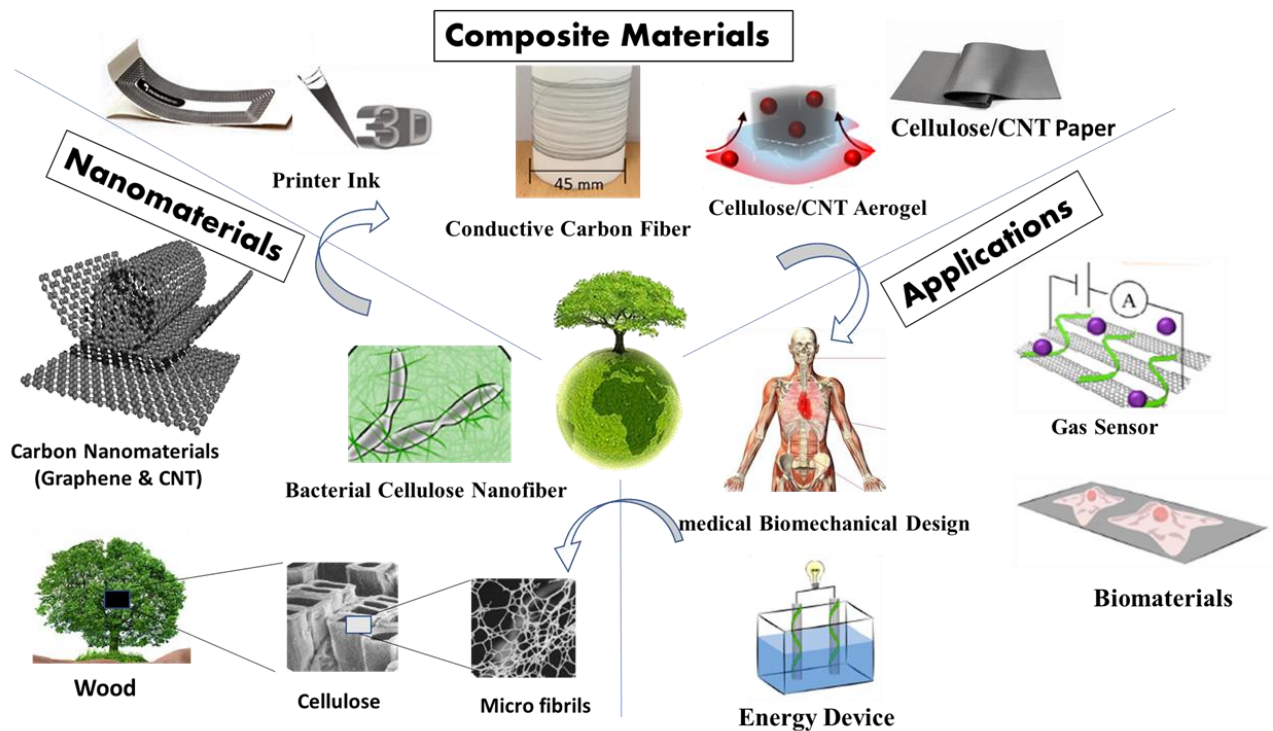 Composite Materials
3D
Printer Ink
45 mm
Conductive Carbon Fiber
Cellulose/CNT Aerogel
Cellulose/CNT Paper
Nanomaterials
Applications
Carbon Nanomaterials
(Graphene & CNT)
Bacterial Cellulose Nanofiber
medical Biomechanical Design
A
Gas Sensor
Biomaterials
Wood
Cellulose
Micro fibrils
Energy Device